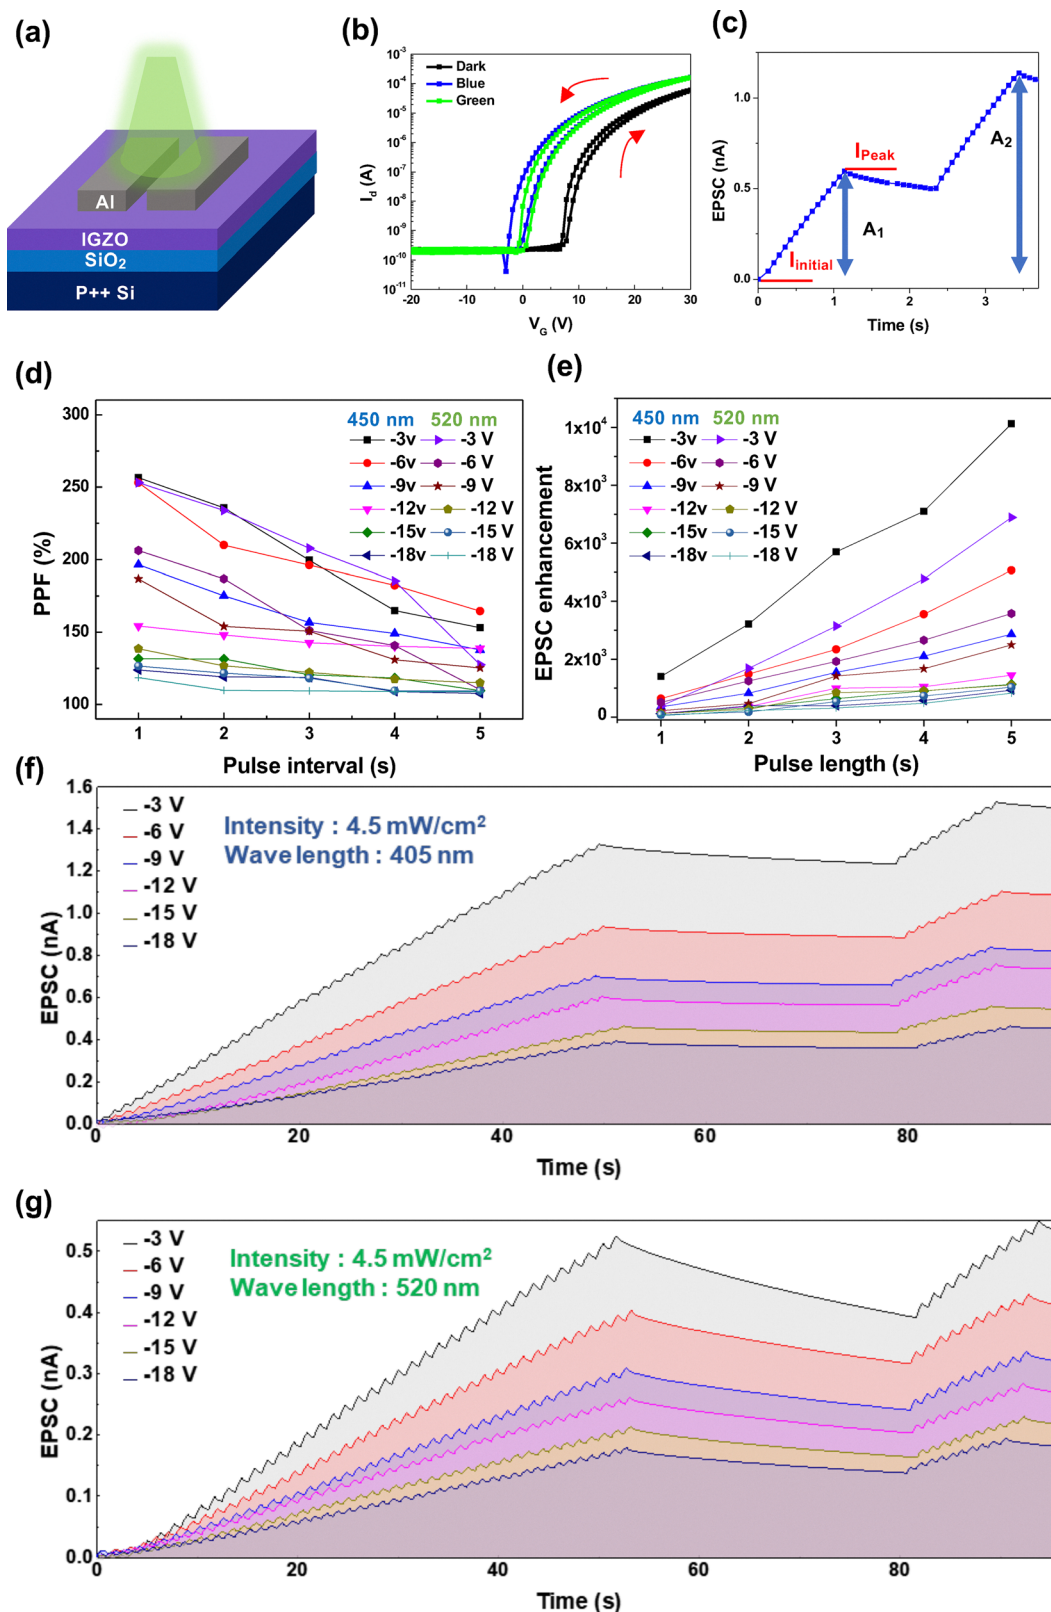 (a)
Al
IGZO
SiO₂
P++ Si
(b)
Dark
Blue
Green
10⁻³
10⁻⁴
10⁻⁵
10⁻⁶
10⁻⁷
10⁻⁸
10⁻⁹
10⁻¹⁰
10⁻¹¹
I_d (A)
-20 -10 0 10 20 30
V_G (V)
(c)
EPSC (nA)
1.0
0.5
0.0
I_Peak
I_initial
A₁
A₂
0 1 2 3
Time (s)
(d)
PPF (%)
300
250
200
150
100
450 nm 520 nm
-3v -3 V
-6v -6 V
-9v -9 V
-12v -12 V
-15v -15 V
-18v -18 V
1 2 3 4 5
Pulse interval (s)
(e)
EPSC enhancement
1x10⁴
8x10³
6x10³
4x10³
2x10³
0
450 nm 520 nm
-3v -3 V
-6v -6 V
-9v -9 V
-12v -12 V
-15v -15 V
-18v -18 V
1 2 3 4 5
Pulse length (s)
(f)
EPSC (nA)
1.6
1.4
1.2
1.0
0.8
0.6
0.4
0.2
0.0
-3 V
-6 V
-9 V
-12 V
-15 V
-18 V
Intensity : 4.5 mW/cm²
Wave length : 405 nm
0 20 40 60 80
Time (s)
(g)
EPSC (nA)
0.5
0.4
0.3
0.2
0.1
0.0
-3 V
-6 V
-9 V
-12 V
-15 V
-18 V
Intensity : 4.5 mW/cm²
Wave length : 520 nm
0 20 40 60 80
Time (s)